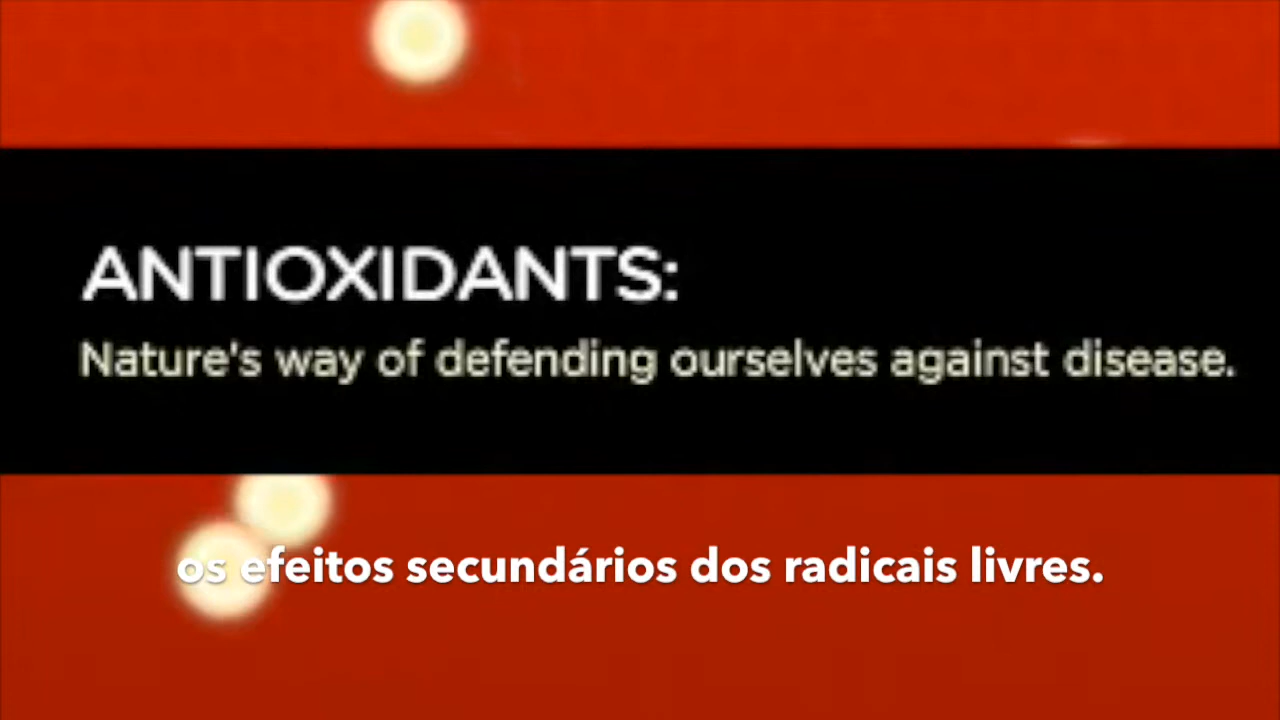 ANTIOXIDANTS:
Nature's way of defending ourselves against disease.
os efeitos secundários dos radicais livres.